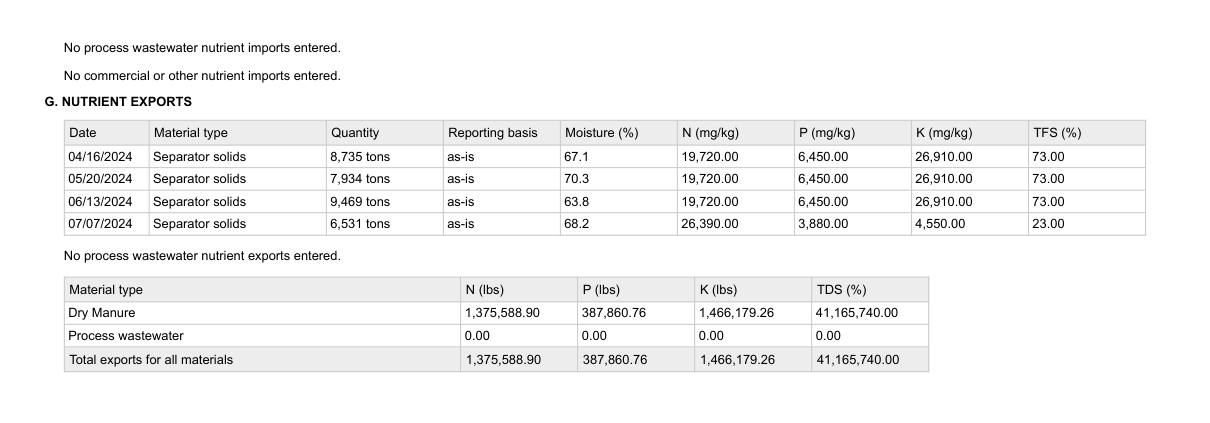 No process wastewater nutrient imports entered.
No commercial or other nutrient imports entered.
G. NUTRIENT EXPORTS
Date Material type Quantity Reporting basis Moisture (%) N (mg/kg) P (mg/kg) K (mg/kg) TFS (%)
04/16/2024 Separator solids 8,735 tons as-is 67.1 19,720.00 6,450.00 26,910.00 73.00
05/20/2024 Separator solids 7,934 tons as-is 70.3 19,720.00 6,450.00 26,910.00 73.00
06/13/2024 Separator solids 9,469 tons as-is 63.8 19,720.00 6,450.00 26,910.00 73.00
07/07/2024 Separator solids 6,531 tons as-is 68.2 26,390.00 3,880.00 4,550.00 23.00
No process wastewater nutrient exports entered.
Material type N (lbs) P (lbs) K (lbs) TDS (%)
Dry Manure 1,375,588.90 387,860.76 1,466,179.26 41,165,740.00
Process wastewater 0.00 0.00 0.00 0.00
Total exports for all materials 1,375,588.90 387,860.76 1,466,179.26 41,165,740.00